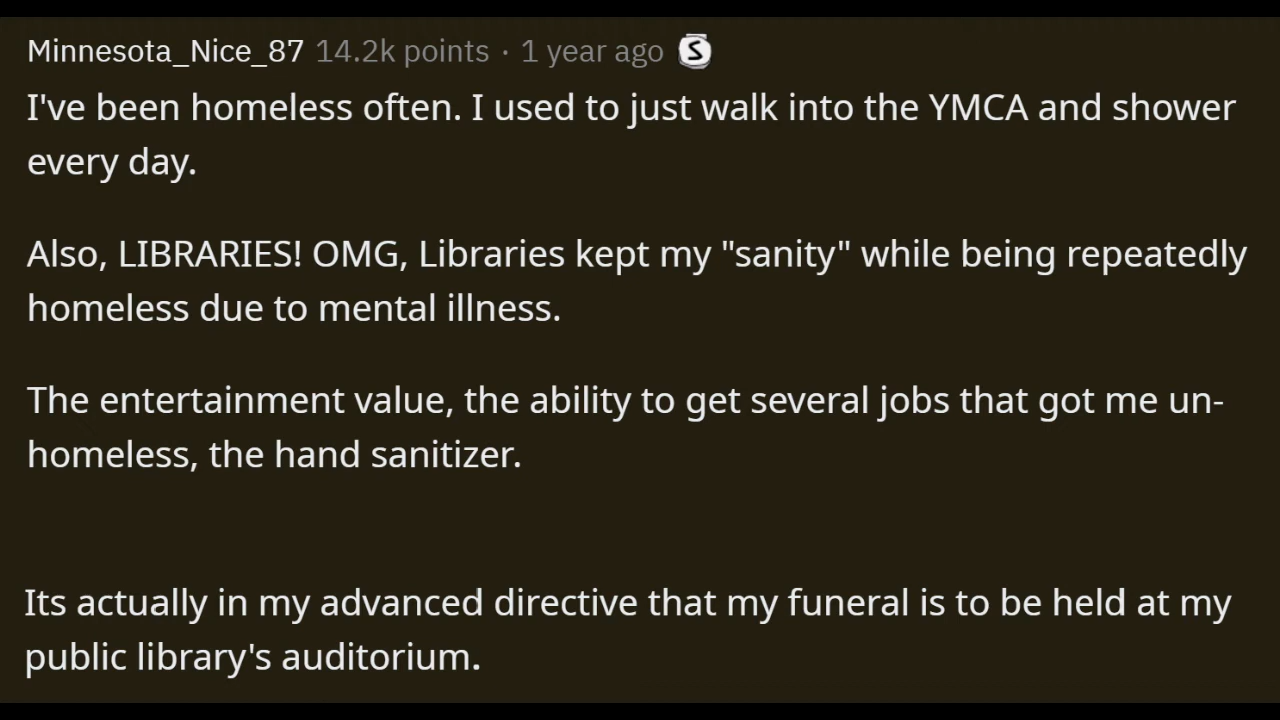 Minnesota_Nice_87 14.2k points · 1 year ago S
I've been homeless often. I used to just walk into the YMCA and shower
every day.
Also, LIBRARIES! OMG, Libraries kept my "sanity" while being repeatedly
homeless due to mental illness.
The entertainment value, the ability to get several jobs that got me un-
homeless, the hand sanitizer.
Its actually in my advanced directive that my funeral is to be held at my
public library's auditorium.